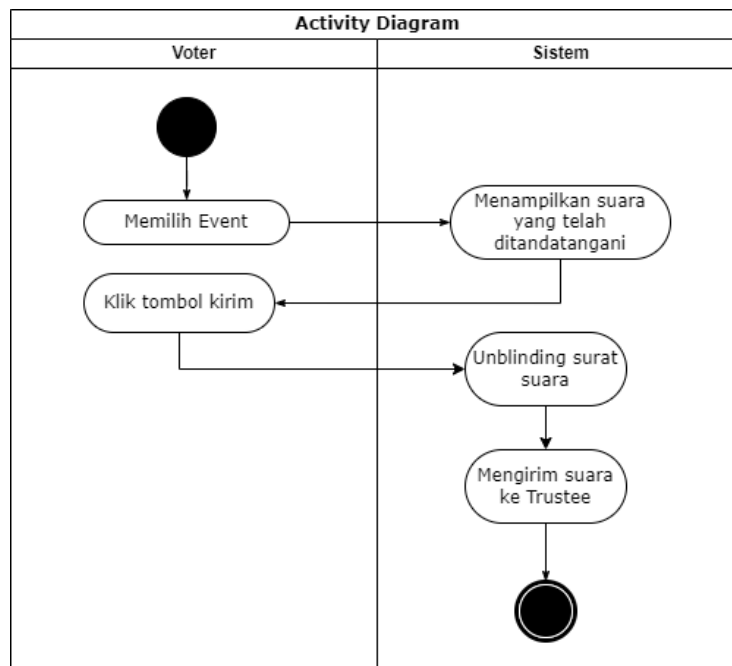 Activity Diagram
Voter
Sistem
Memilih Event
Menampilkan suara
yang telah
ditandatangani
Klik tombol kirim
Unblinding surat
suara
Mengirim suara
ke Trustee